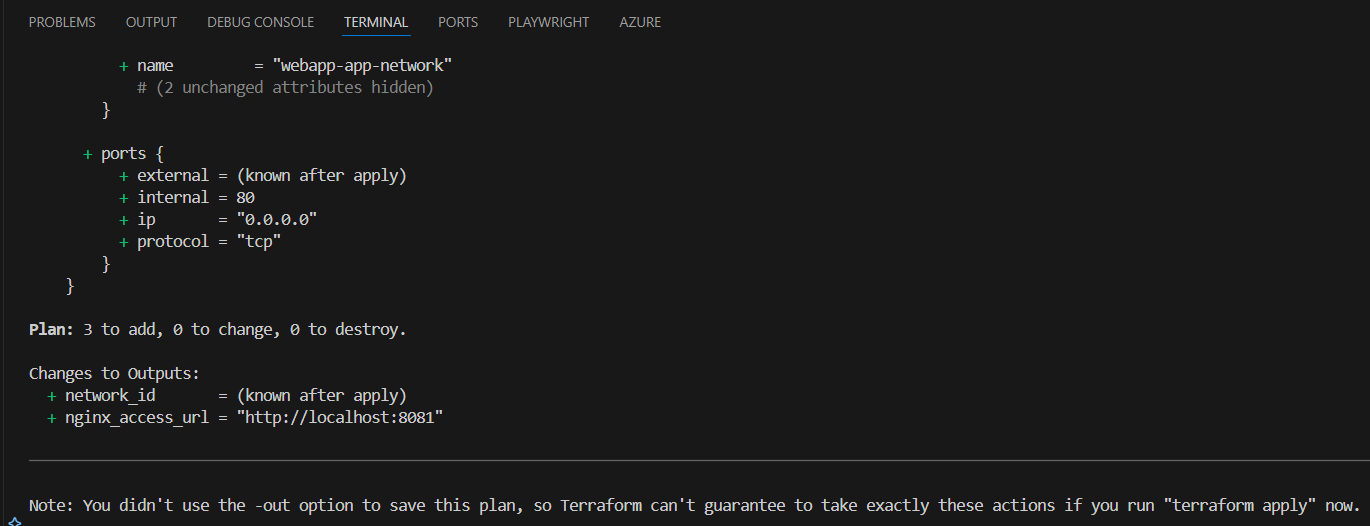 PROBLEMS OUTPUT DEBUG CONSOLE TERMINAL PORTS PLAYWRIGHT AZURE
+ name         = "webapp-app-network"
# (2 unchanged attributes hidden)
}
+ ports {
+ external = (known after apply)
+ internal = 80
+ ip       = "0.0.0.0"
+ protocol = "tcp"
}
}
Plan: 3 to add, 0 to change, 0 to destroy.
Changes to Outputs:
+ network_id       = (known after apply)
+ nginx_access_url = "http://localhost:8081"
Note: You didn't use the -out option to save this plan, so Terraform can't guarantee to take exactly these actions if you run "terraform apply" now.